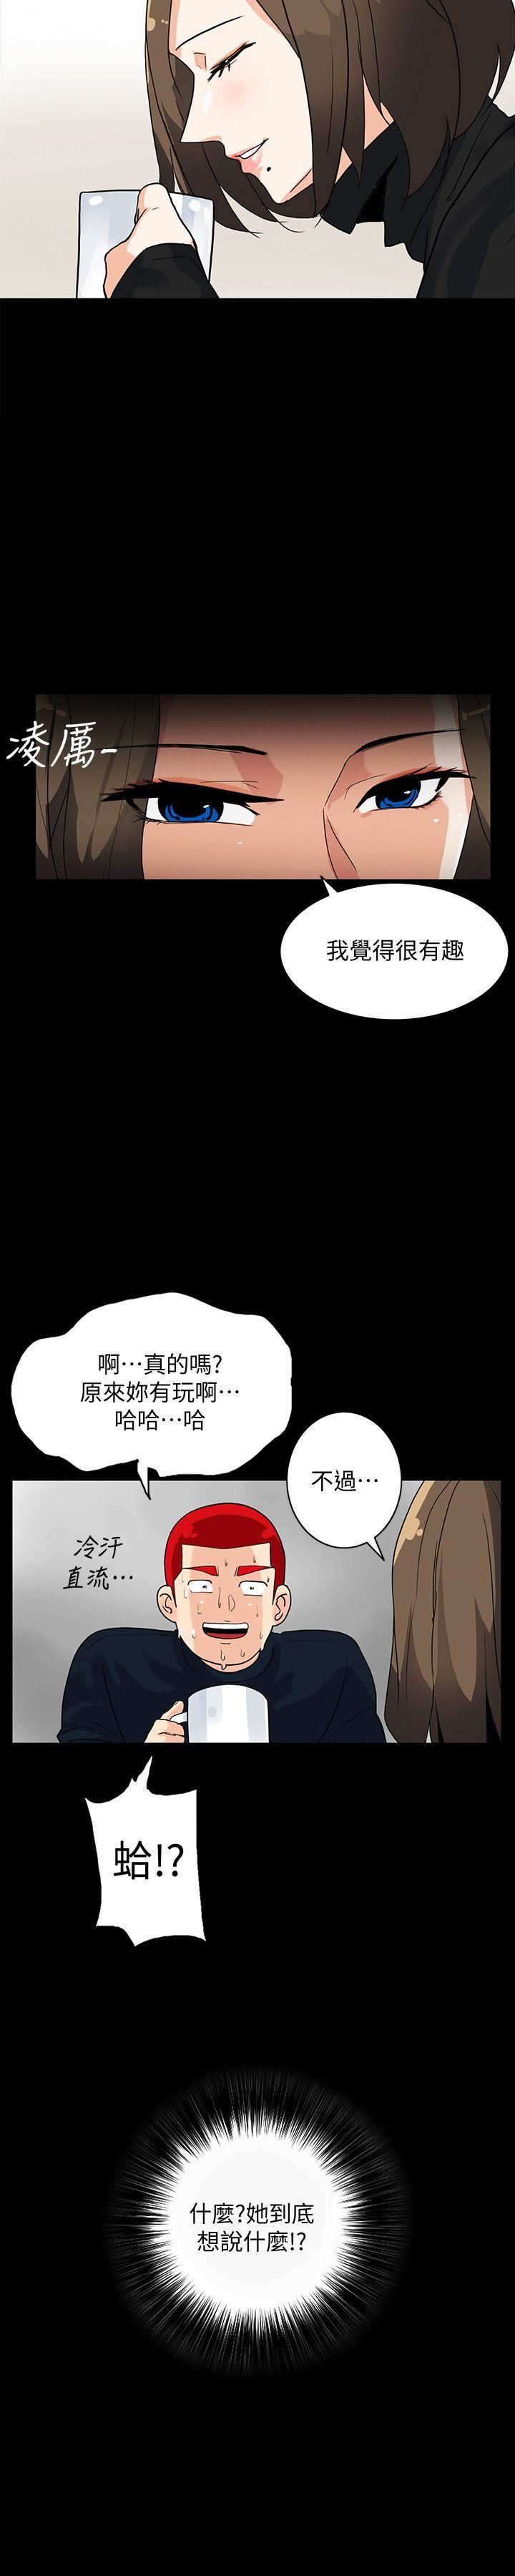 凌厲-
我覺得很有趣
啊⋯真的嗎?
原來妳有玩啊⋯
哈哈⋯哈
不過⋯
冷汗
直流⋯
蛤!?
什麼?她到底
想說什麼!?